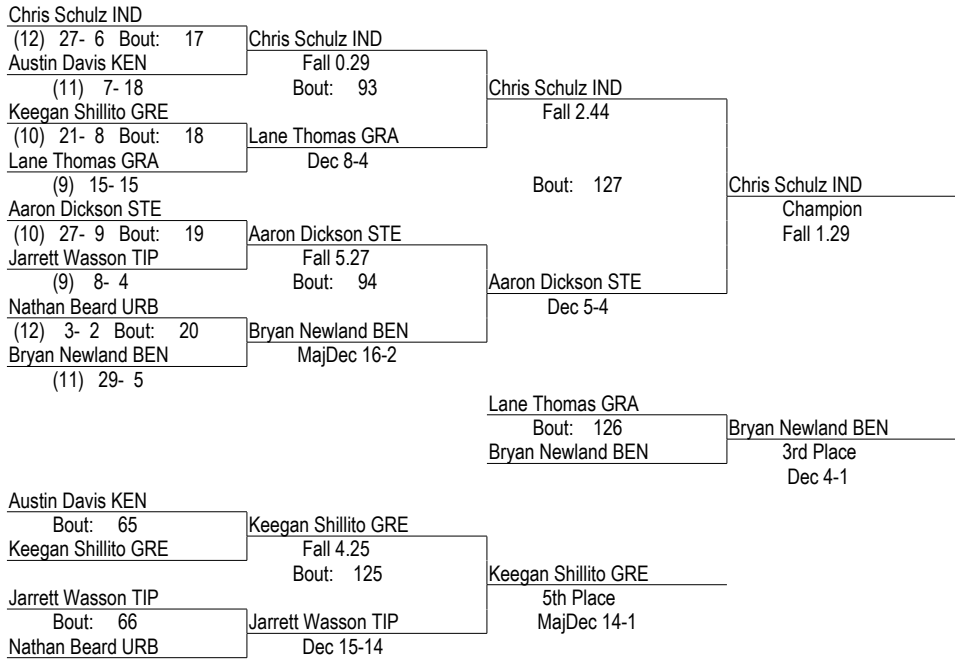 Chris Schulz IND
(12) 27- 6 Bout: 17 Chris Schulz IND
Austin Davis KEN Fall 0.29
(11) 7- 18 Bout: 93 Chris Schulz IND
Keegan Shillito GRE Fall 2.44
(10) 21- 8 Bout: 18 Lane Thomas GRA
Lane Thomas GRA Dec 8-4
(9) 15- 15 Bout: 127 Chris Schulz IND
Aaron Dickson STE Champion
(10) 27- 9 Bout: 19 Aaron Dickson STE Fall 1.29
Jarrett Wasson TIP Fall 5.27
(9) 8- 4 Bout: 94 Aaron Dickson STE
Nathan Beard URB Dec 5-4
(12) 3- 2 Bout: 20 Bryan Newland BEN
Bryan Newland BEN MajDec 16-2
(11) 29- 5
Lane Thomas GRA
Bout: 126 Bryan Newland BEN
Bryan Newland BEN 3rd Place
Dec 4-1
Austin Davis KEN
Bout: 65 Keegan Shillito GRE
Keegan Shillito GRE Fall 4.25
Bout: 125 Keegan Shillito GRE
Jarrett Wasson TIP 5th Place
Bout: 66 Jarrett Wasson TIP MajDec 14-1
Nathan Beard URB Dec 15-14